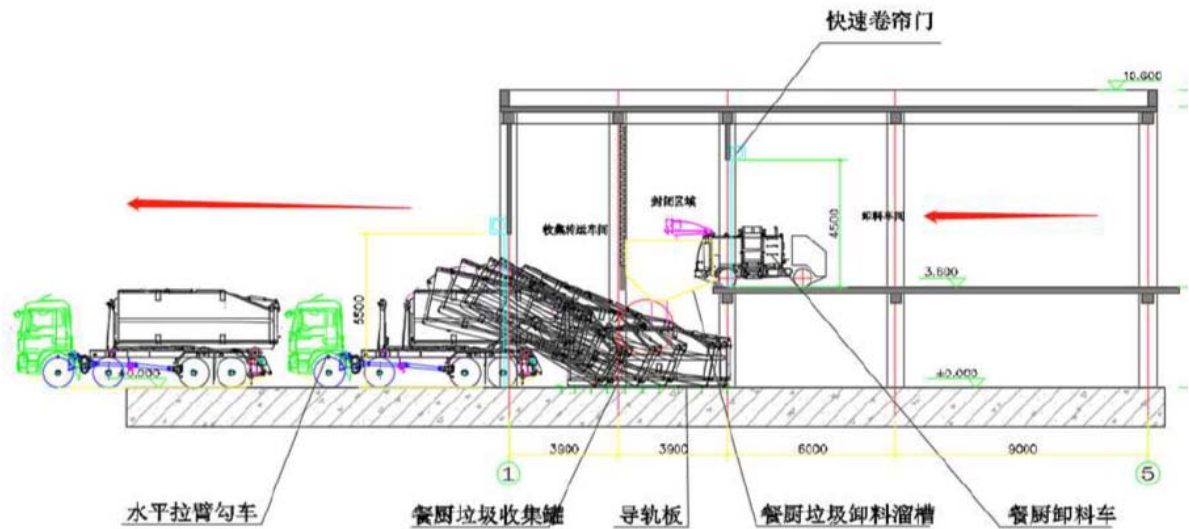 快速卷帘门
10.600
封闭区域
收集转运车间
卸料车间
4500
3.600
5500
±0.000
±0.000
3900
3900
6000
9000
1
5
水平拉臂勾车
餐厨垃圾收集罐
导轨板
餐厨垃圾卸料溜槽
餐厨卸料车